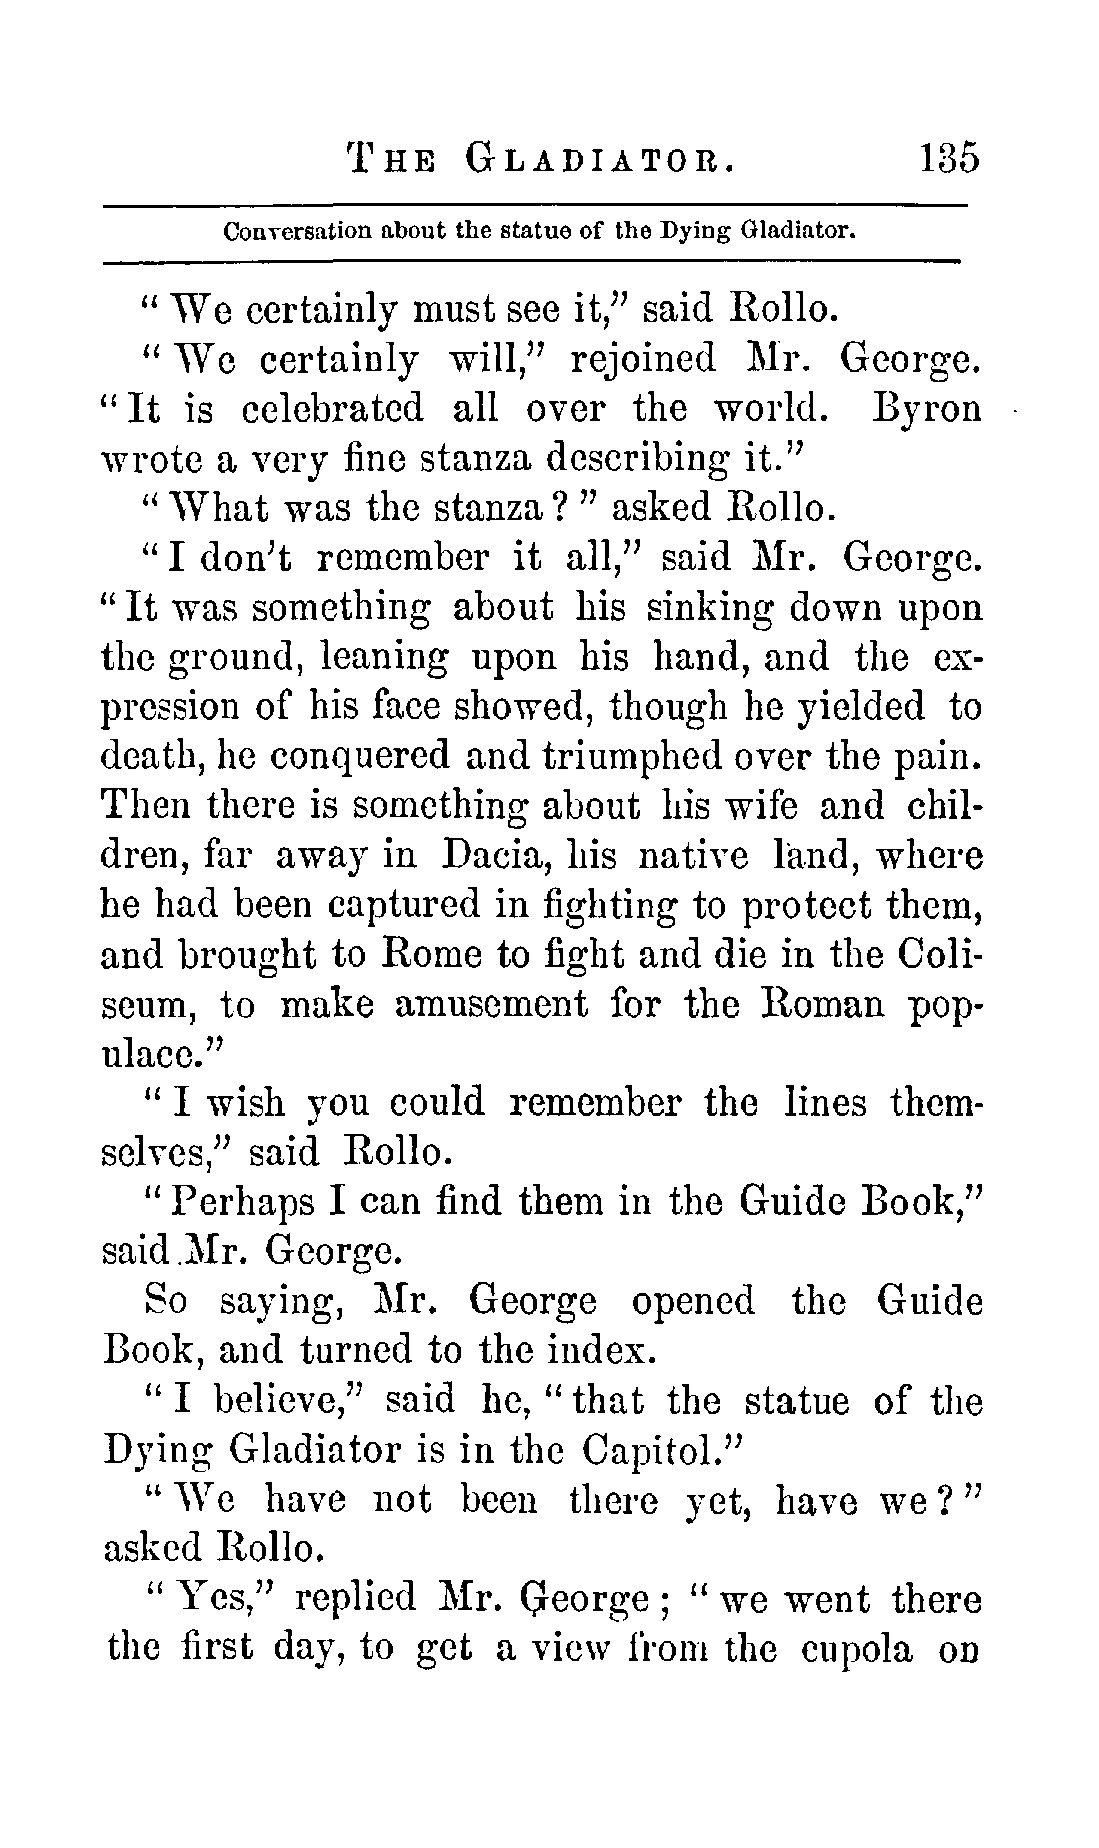 THE GLADIATOR. 135
Conversation about the statue of the Dying Gladiator.
“ We certainly must see it,” said Rollo.
“ We certainly will,” rejoined Mr. George.
“ It is celebrated all over the world. Byron
wrote a very fine stanza describing it.”
“ What was the stanza ? ” asked Rollo.
“ I don’t remember it all,” said Mr. George.
“ It was something about his sinking down upon
the ground, leaning upon his hand, and the ex-
pression of his face showed, though he yielded to
death, he conquered and triumphed over the pain.
Then there is something about his wife and chil-
dren, far away in Dacia, his native land, where
he had been captured in fighting to protect them,
and brought to Rome to fight and die in the Coli-
seum, to make amusement for the Roman pop-
ulace.”
“ I wish you could remember the lines them-
selves,” said Rollo.
“ Perhaps I can find them in the Guide Book,”
said Mr. George.
So saying, Mr. George opened the Guide
Book, and turned to the index.
“ I believe,” said he, “ that the statue of the
Dying Gladiator is in the Capitol.”
“ We have not been there yet, have we ? ”
asked Rollo.
“ Yes,” replied Mr. George ; “ we went there
the first day, to get a view from the cupola on